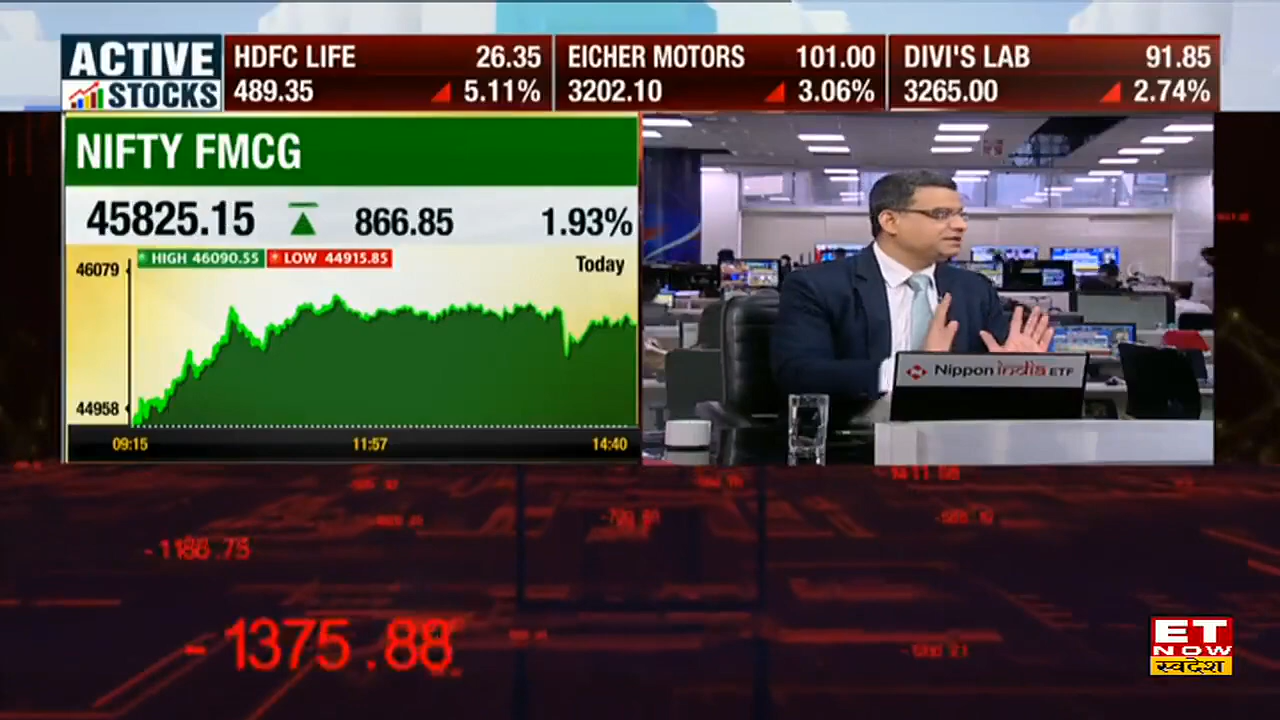 ACTIVE
STOCKS
HDFC LIFE 26.35
489.35 5.11%
EICHER MOTORS 101.00
3202.10 3.06%
DIVI'S LAB 91.85
3265.00 2.74%
NIFTY FMCG
45825.15 866.85 1.93%
HIGH 46090.55 LOW 44915.85
Today
46079
44958
09:15 11:57 14:40
Nippon india ETF
-1186.75
-1375.88
ET
NOW
स्वदेश